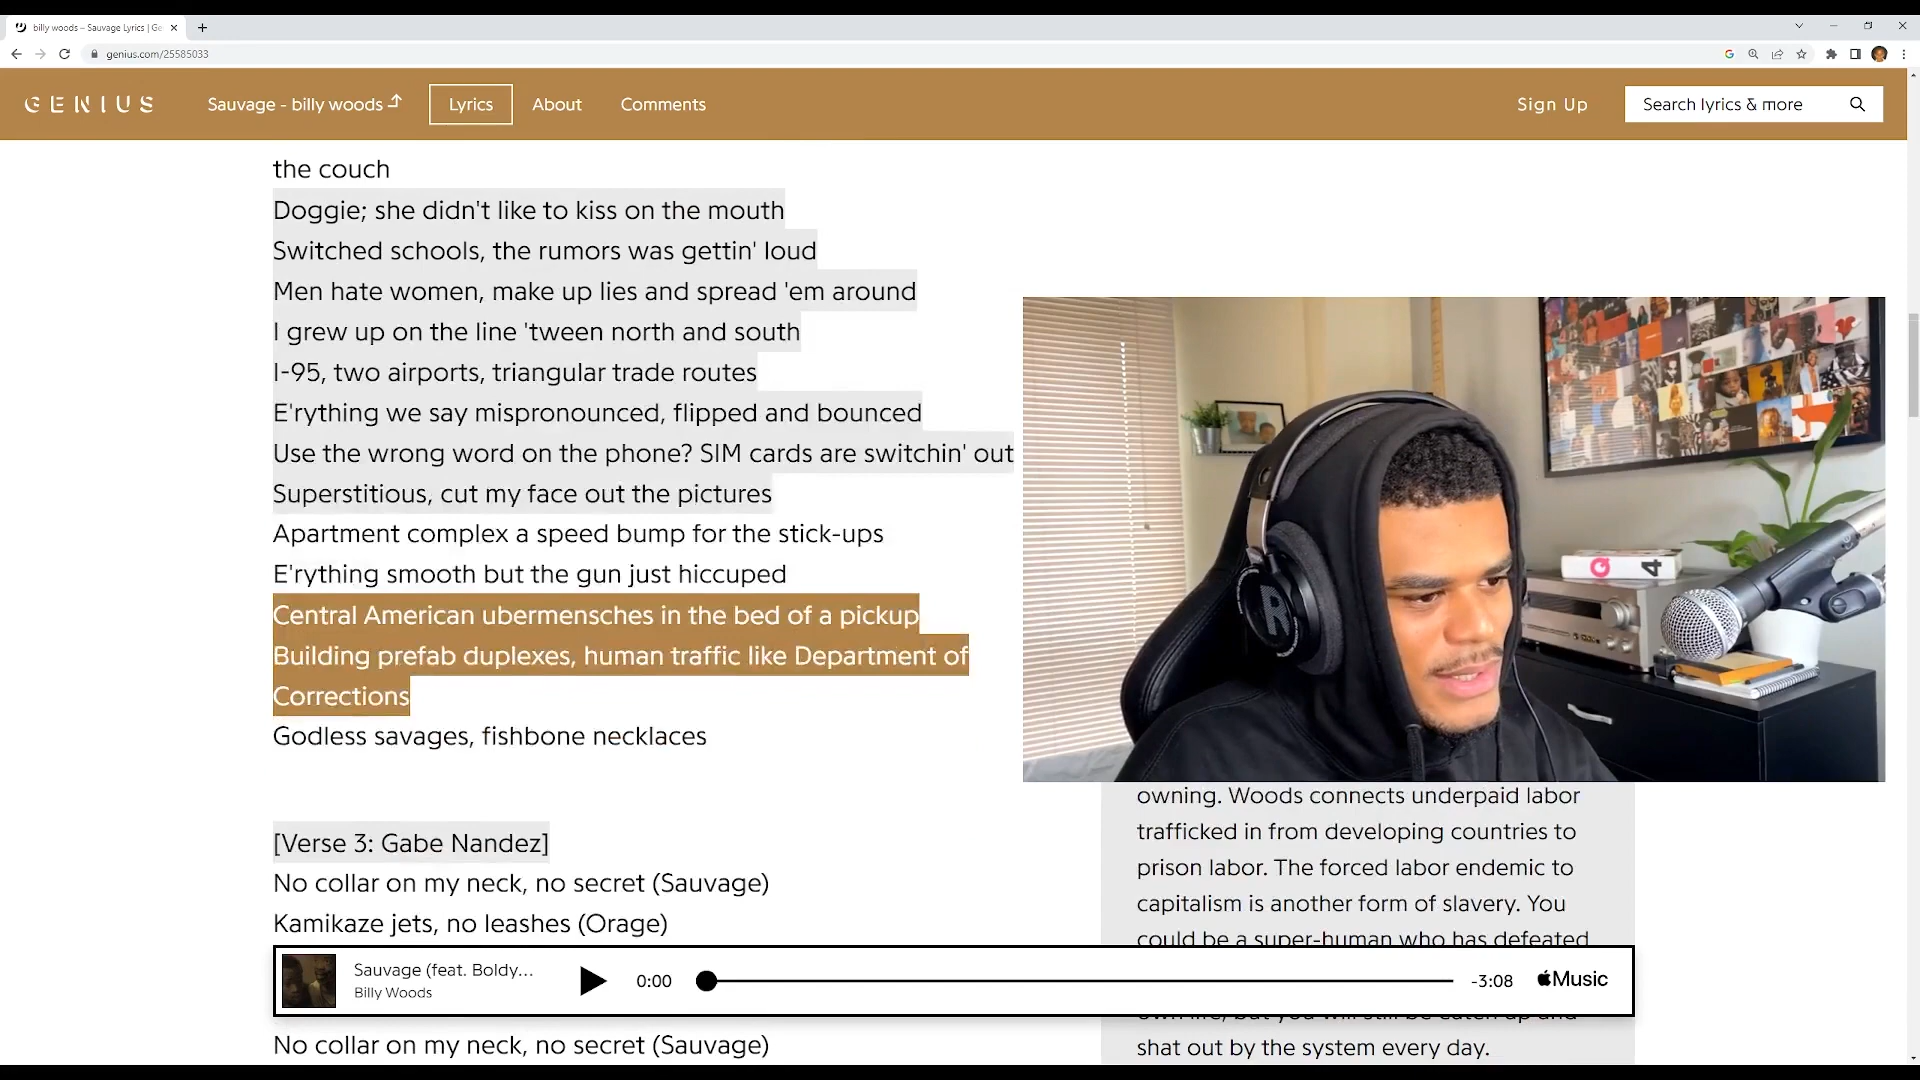 billy woods – Sauvage Lyrics | Ge
genius.com/25585033
GENIUS
Sauvage - billy woods
Lyrics
About
Comments
Sign Up
Search lyrics & more
the couch
Doggie; she didn't like to kiss on the mouth
Switched schools, the rumors was gettin' loud
Men hate women, make up lies and spread 'em around
I grew up on the line 'tween north and south
I-95, two airports, triangular trade routes
E'rything we say mispronounced, flipped and bounced
Use the wrong word on the phone? SIM cards are switchin' out
Superstitious, cut my face out the pictures
Apartment complex a speed bump for the stick-ups
E'rything smooth but the gun just hiccuped
Central American ubermensches in the bed of a pickup
Building prefab duplexes, human traffic like Department of
Corrections
Godless savages, fishbone necklaces
[Verse 3: Gabe Nandez]
No collar on my neck, no secret (Sauvage)
Kamikaze jets, no leashes (Orage)
owning. Woods connects underpaid labor
trafficked in from developing countries to
prison labor. The forced labor endemic to
capitalism is another form of slavery. You
could be a super-human who has defeated
Sauvage (feat. Boldy...
Billy Woods
0:00
-3:08
Music
No collar on my neck, no secret (Sauvage)
shat out by the system every day.
R
4